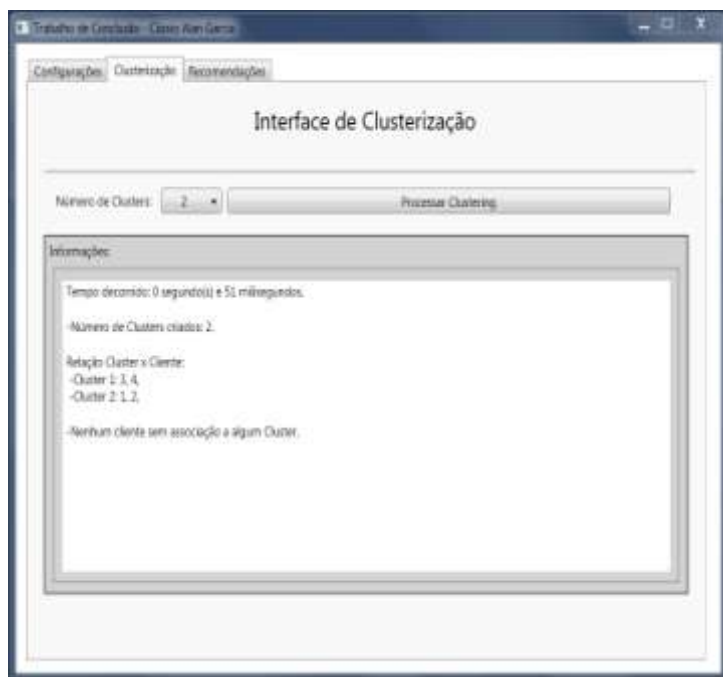 Trabalho de Conclusão - Cássio Alan Garcia
Configurações Clusterização Recomendações
Interface de Clusterização
Número de Clusters: 2 Processar Clustering
Informações:
Tempo decorrido: 0 segundo(s) e 51 milisegundos.
-Número de Clusters criados: 2.
Relação Cluster x Cliente:
-Cluster 1: 3, 4,
-Cluster 2: 1, 2,
-Nenhum cliente sem associação a algum Cluster.